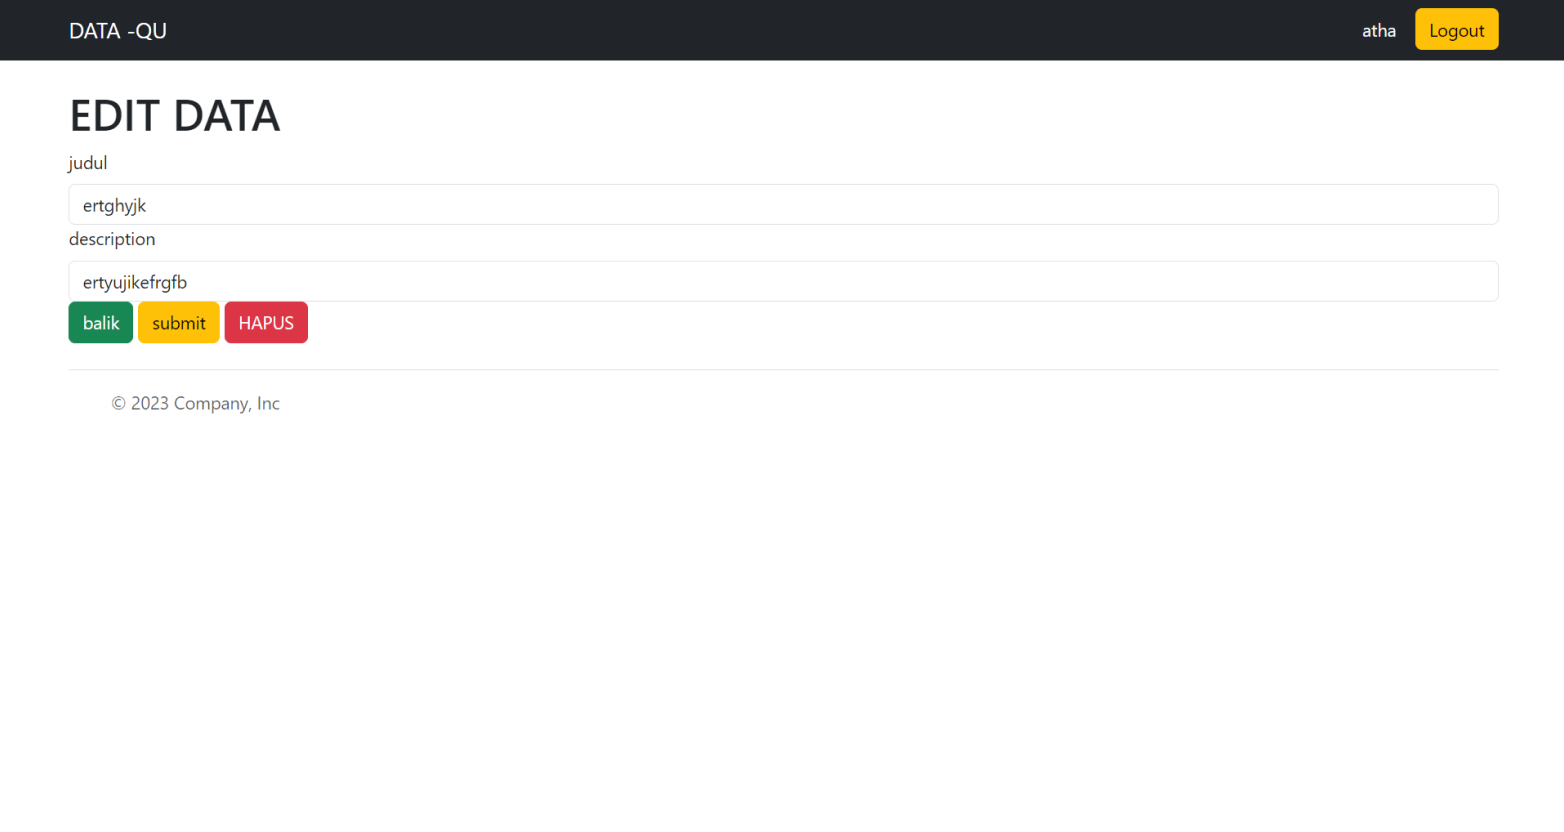 DATA -QU atha Logout
EDIT DATA
judul
ertghyjk
description
ertyujikefrgfb
balik submit HAPUS
© 2023 Company, Inc